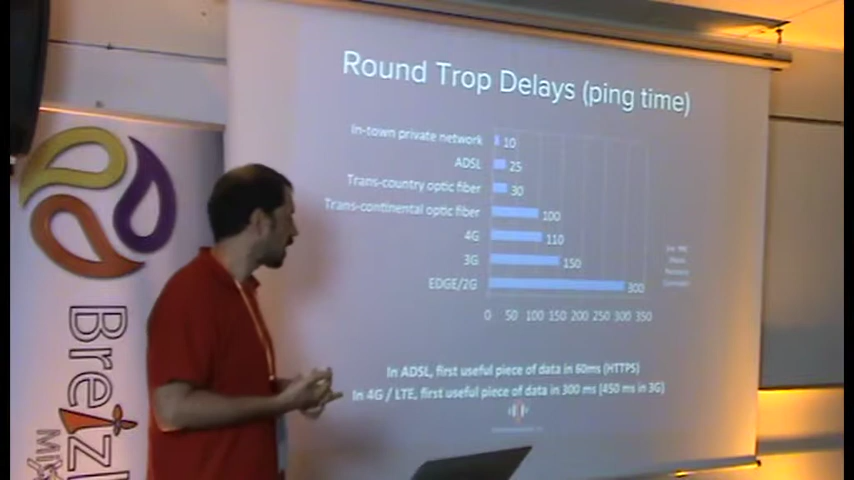 Round Trop Delays (ping time)
In-town private network 10
ADSL 25
Trans-country optic fiber 30
Trans-continental optic fiber 100
4G 110
3G 150
EDGE/2G 300
0 50 100 150 200 250 300 350
In ADSL, first useful piece of data in 60ms (HTTPS)
In 4G / LTE, first useful piece of data in 300 ms (450 ms in 3G)
Breizh